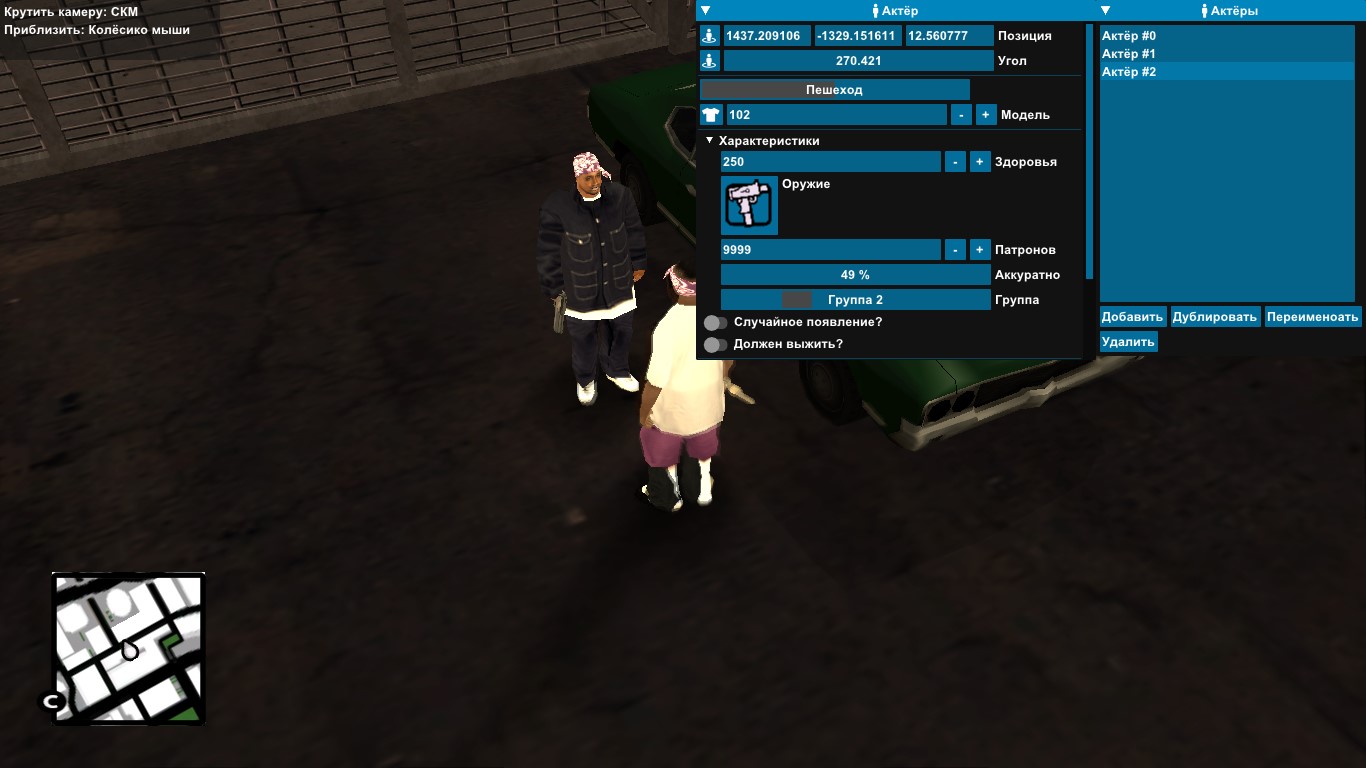 Крутить камеру: СКМ
Приблизить: Колёсико мыши
Актёр
1437.209106 -1329.151611 12.560777 Позиция
270.421 Угол
Пешеход
102 - + Модель
Характеристики
250 - + Здоровья
Оружие
9999 - + Патронов
49 % Аккуратно
Группа 2 Группа
Случайное появление?
Должен выжить?
Актёры
Актёр #0
Актёр #1
Актёр #2
Добавить Дублировать Переименоать
Удалить
C